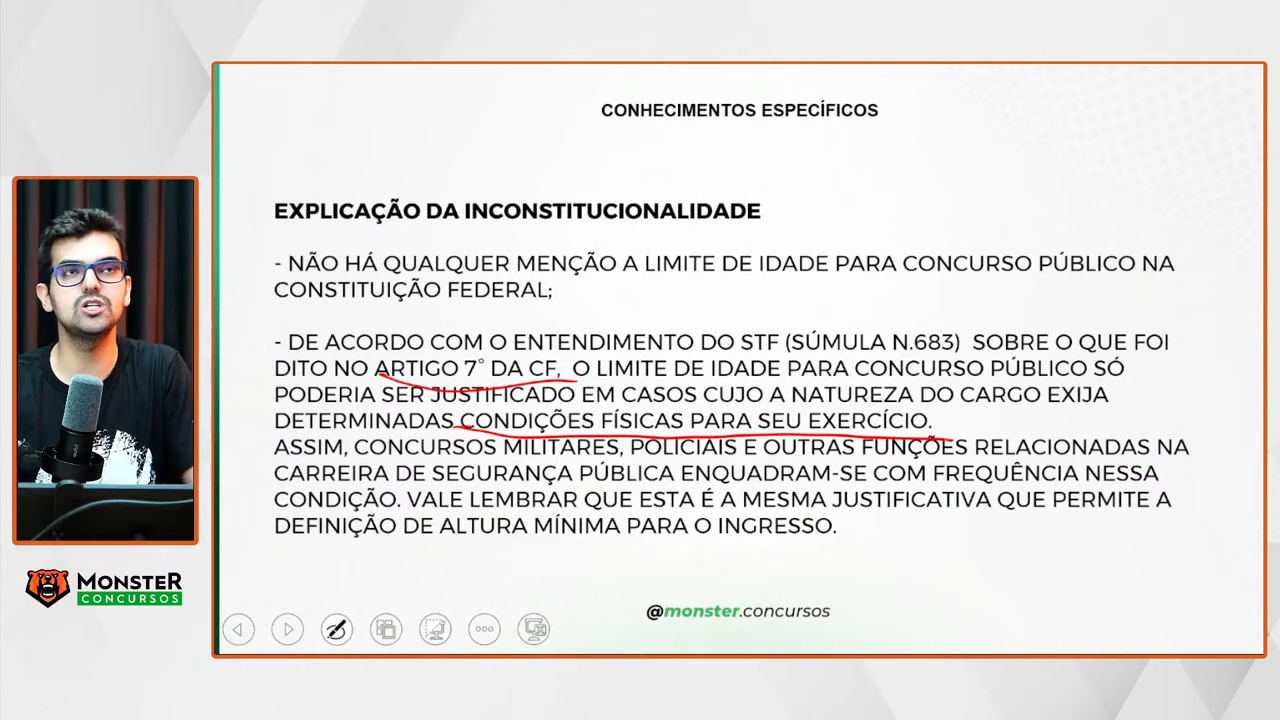 CONHECIMENTOS ESPECÍFICOS
EXPLICAÇÃO DA INCONSTITUCIONALIDADE
- NÃO HÁ QUALQUER MENÇÃO A LIMITE DE IDADE PARA CONCURSO PÚBLICO NA
CONSTITUIÇÃO FEDERAL;
- DE ACORDO COM O ENTENDIMENTO DO STF (SÚMULA N.683) SOBRE O QUE FOI
DITO NO ARTIGO 7° DA CF, O LIMITE DE IDADE PARA CONCURSO PÚBLICO SÓ
PODERIA SER JUSTIFICADO EM CASOS CUJO A NATUREZA DO CARGO EXIJA
DETERMINADAS CONDIÇÕES FÍSICAS PARA SEU EXERCÍCIO.
ASSIM, CONCURSOS MILITARES, POLICIAIS E OUTRAS FUNÇÕES RELACIONADAS NA
CARREIRA DE SEGURANÇA PÚBLICA ENQUADRAM-SE COM FREQUÊNCIA NESSA
CONDIÇÃO. VALE LEMBRAR QUE ESTA É A MESMA JUSTIFICATIVA QUE PERMITE A
DEFINIÇÃO DE ALTURA MÍNIMA PARA O INGRESSO.
MONSTER
CONCURSOS
@monster.concursos